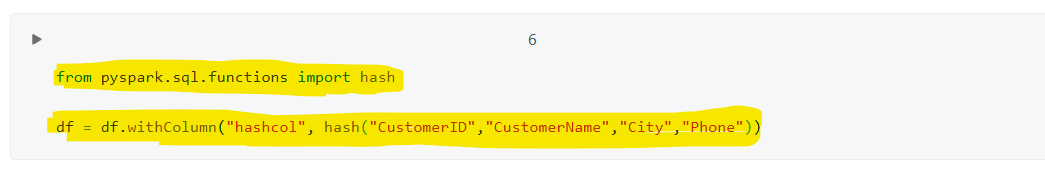 6
from pyspark.sql.functions import hash
df = df.withColumn("hashcol", hash("CustomerID","CustomerName","City","Phone"))